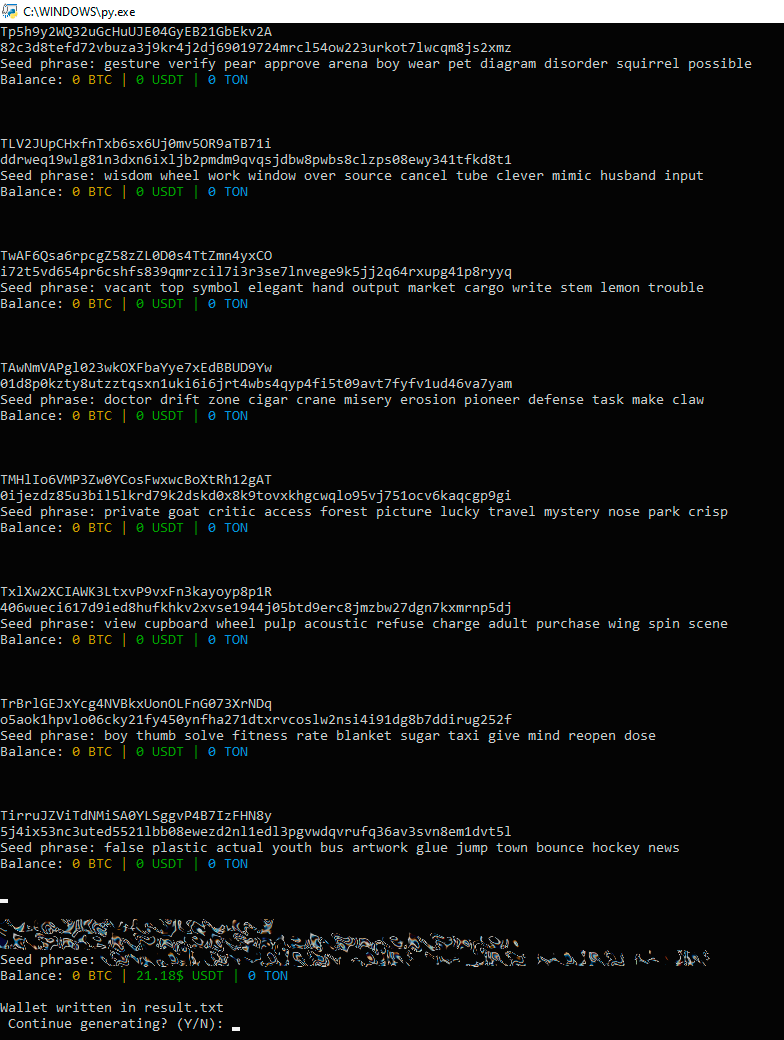 C:\WINDOWS\py.exe
Tp5h9y2WQ32uGcHuUJE04GyEB21GbEkv2A
82c3d8tefd72vbuza3j9kr4j2dj69019724mrcl54ow223urkot7lwcqm8js2xmz
Seed phrase: gesture verify pear approve arena boy wear pet diagram disorder squirrel possible
Balance: 0 BTC | 0 USDT | 0 TON
TLV2JUpCHxfnTxb6sx6Uj0mv5OR9aTB71i
ddrweq19wlg81n3dxn6ixljb2pmdm9qvqsjdbw8pwbs8clzps08ewy341tfkd8t1
Seed phrase: wisdom wheel work window over source cancel tube clever mimic husband input
Balance: 0 BTC | 0 USDT | 0 TON
TwAF6Qsa6rpcgZ58zZL0D0s4TtZmn4yxCO
i72t5vd654pr6cshfs839qmrzcil7i3r3se7lnvege9k5jj2q64rxupg41p8ryyq
Seed phrase: vacant top symbol elegant hand output market cargo write stem lemon trouble
Balance: 0 BTC | 0 USDT | 0 TON
TAwNmVAPgl023wkOXFbaYye7xEdBBUD9Yw
01d8p0kzty8utzztqsxn1uki6i6jrt4wbs4qyp4fi5t09avt7fyfv1ud46va7yam
Seed phrase: doctor drift zone cigar crane misery erosion pioneer defense task make claw
Balance: 0 BTC | 0 USDT | 0 TON
TMHlIo6VMP3Zw0YCosFwxwcBoXtRh12gAT
0ijezdz85u3bil5lkrd79k2dskd0x8k9tovxkhgcwqlo95vj751ocv6kaqcgp9gi
Seed phrase: private goat critic access forest picture lucky travel mystery nose park crisp
Balance: 0 BTC | 0 USDT | 0 TON
TxlXw2XCIAWK3LtxvP9vxFn3kayoyp8p1R
406wueci617d9ied8hufkhkv2xvse1944j05btd9erc8jmzbw27dgn7kxmrnp5dj
Seed phrase: view cupboard wheel pulp acoustic refuse charge adult purchase wing spin scene
Balance: 0 BTC | 0 USDT | 0 TON
TrBrlGEJxYcg4NVBkxUonOLFnG073XrNDq
o5aok1hpvlo06cky21fy450ynfha271dtxrvcoslw2nsi4i91dg8b7ddirug252f
Seed phrase: boy thumb solve fitness rate blanket sugar taxi give mind reopen dose
Balance: 0 BTC | 0 USDT | 0 TON
TirruJZViTdNMiSA0YLSggvP4B7IzFHN8y
5j4ix53nc3uted5521lbb08ewezd2nl1edl3pgvwdqvrufq36av3svn8em1dvt5l
Seed phrase: false plastic actual youth bus artwork glue jump town bounce hockey news
Balance: 0 BTC | 0 USDT | 0 TON
Seed phrase:
Balance: 0 BTC | 21.18$ USDT | 0 TON
Wallet written in result.txt
Continue generating? (Y/N):